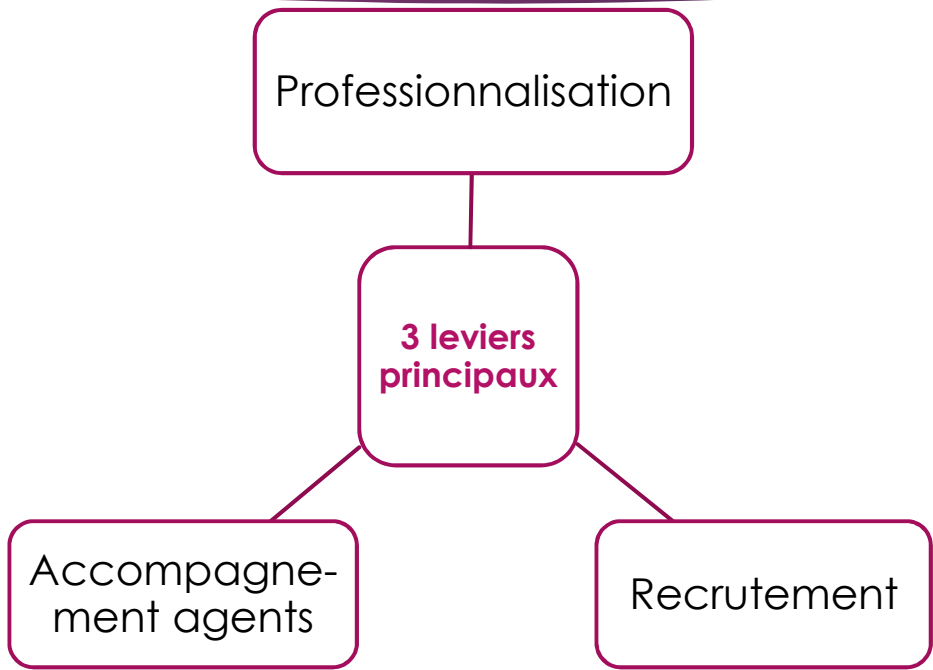 Professionnalisation
3 leviers
principaux
Accompagne-
ment agents
Recrutement